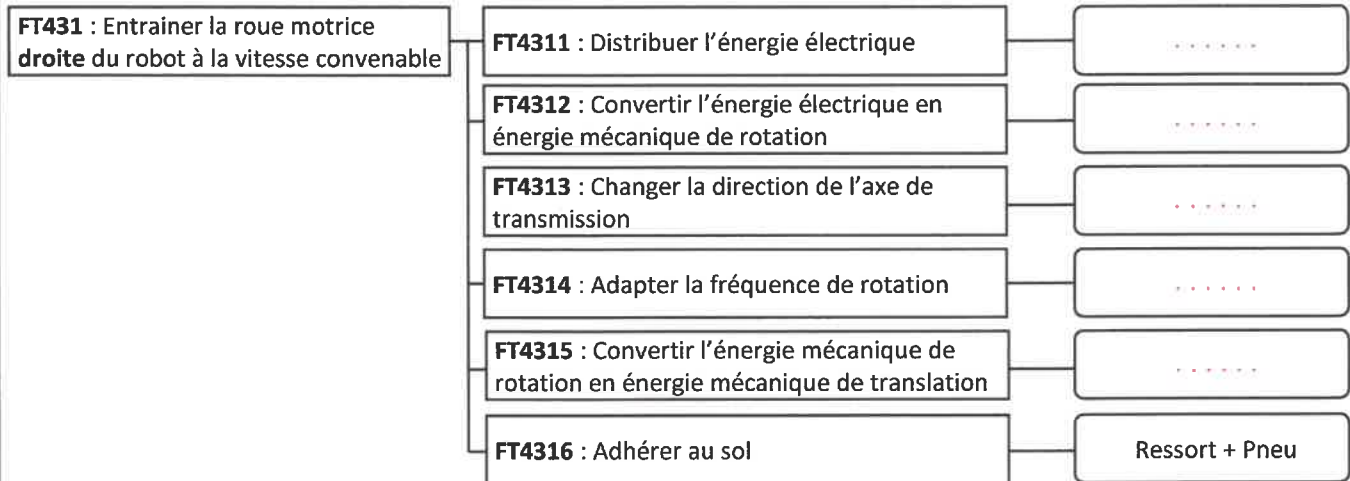 FT431 : Entrainer la roue motrice
droite du robot à la vitesse convenable
FT4311 : Distribuer l'énergie électrique
. . . . . .
FT4312 : Convertir l'énergie électrique en
énergie mécanique de rotation
. . . . . .
FT4313 : Changer la direction de l'axe de
transmission
. . . . . .
FT4314 : Adapter la fréquence de rotation
. . . . . .
FT4315 : Convertir l'énergie mécanique de
rotation en énergie mécanique de translation
. . . . . .
FT4316 : Adhérer au sol
Ressort + Pneu